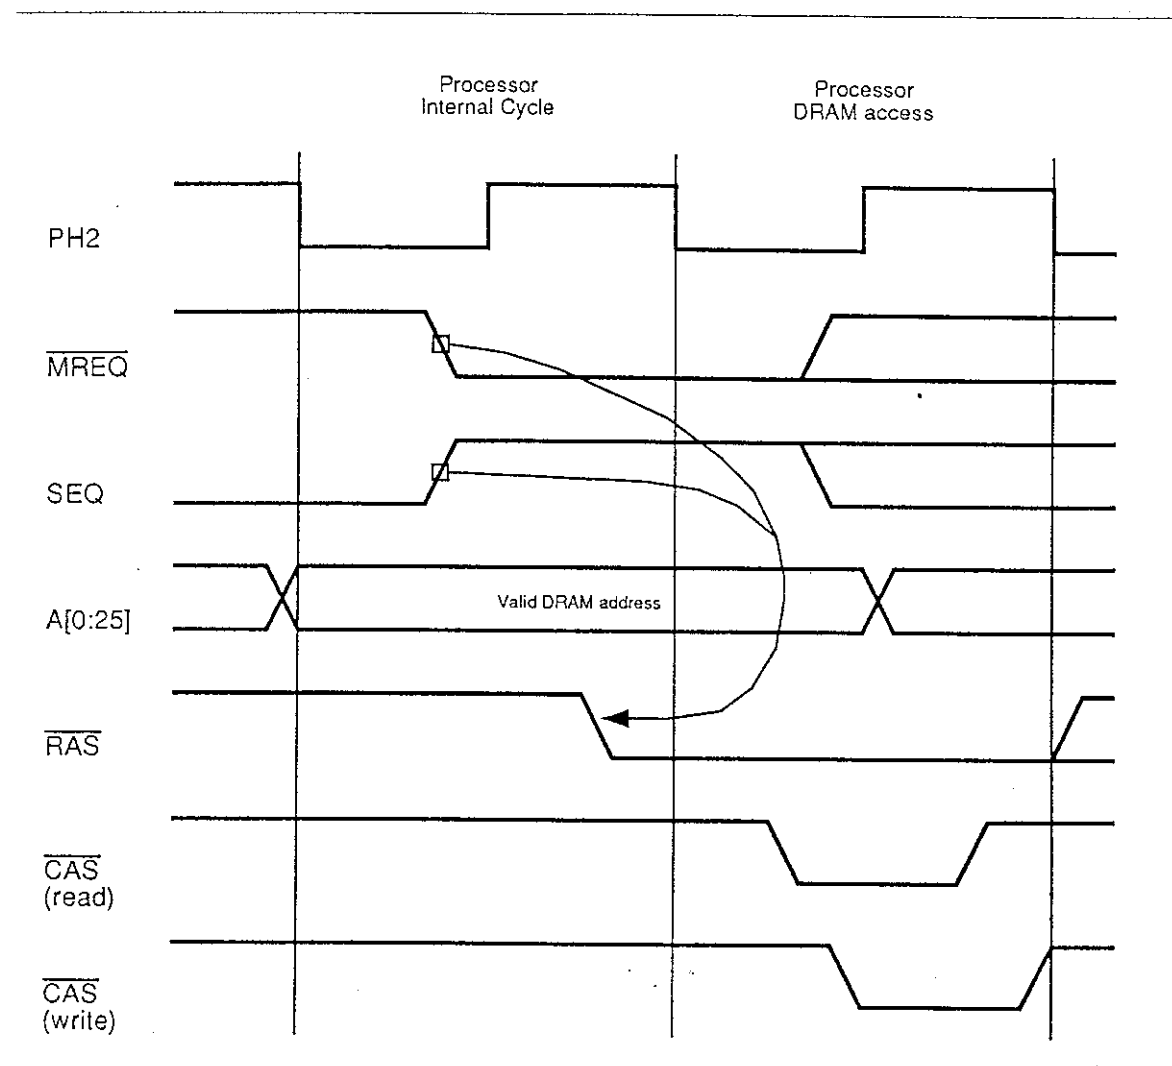 Processor
Internal Cycle
Processor
DRAM access
PH2
MREQ
SEQ
A[0:25]
Valid DRAM address
RAS
CAS
(read)
CAS
(write)